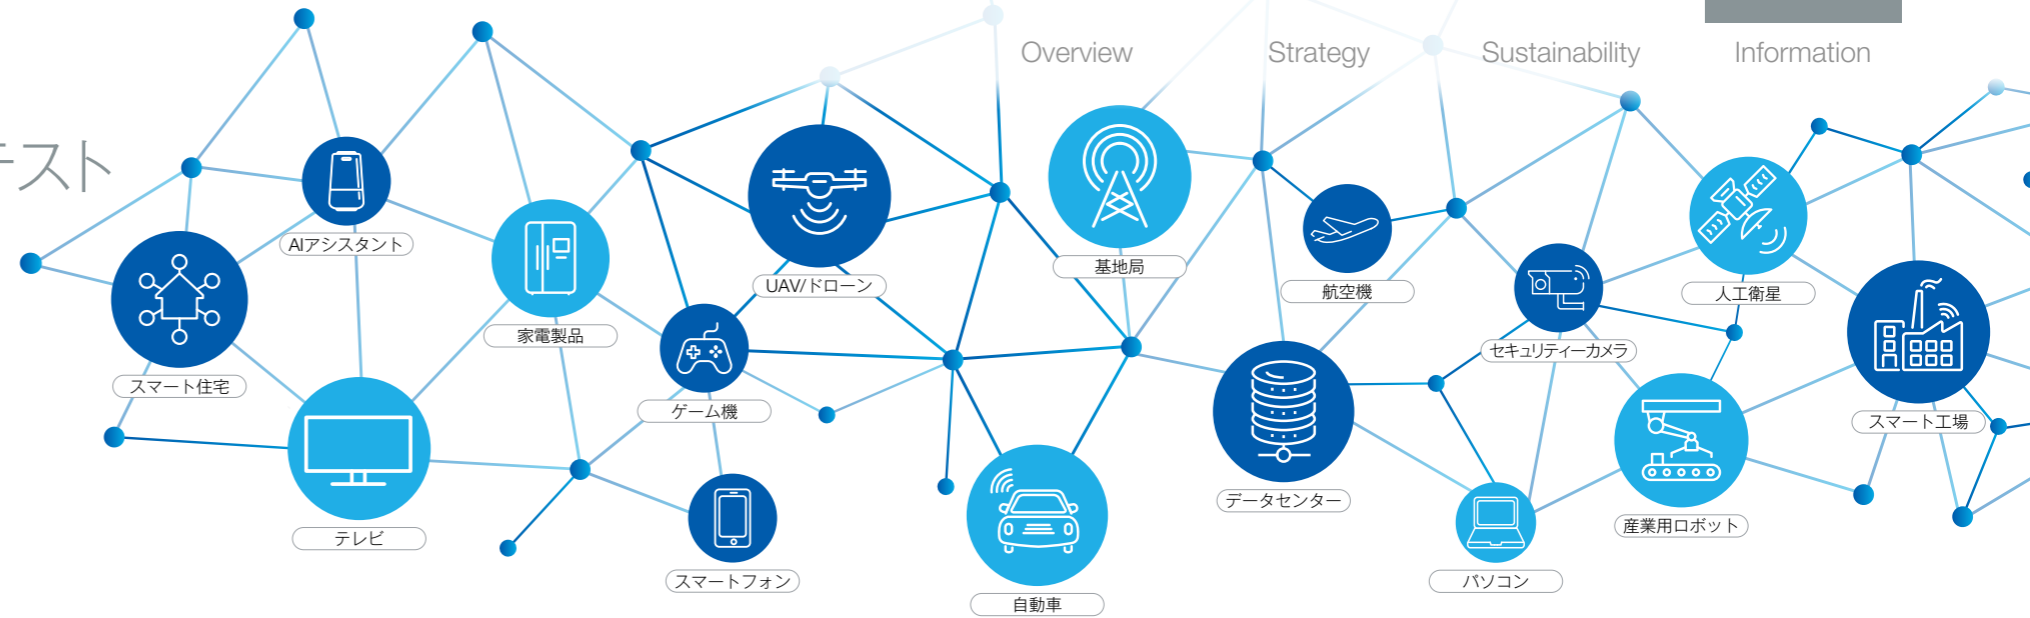 Overview
Strategy
Sustainability
Information
テスト
AIアシスタント
スマート住宅
テレビ
家電製品
ゲーム機
スマートフォン
UAV/ドローン
自動車
基地局
データセンター
航空機
セキュリティーカメラ
パソコン
人工衛星
産業用ロボット
スマート工場